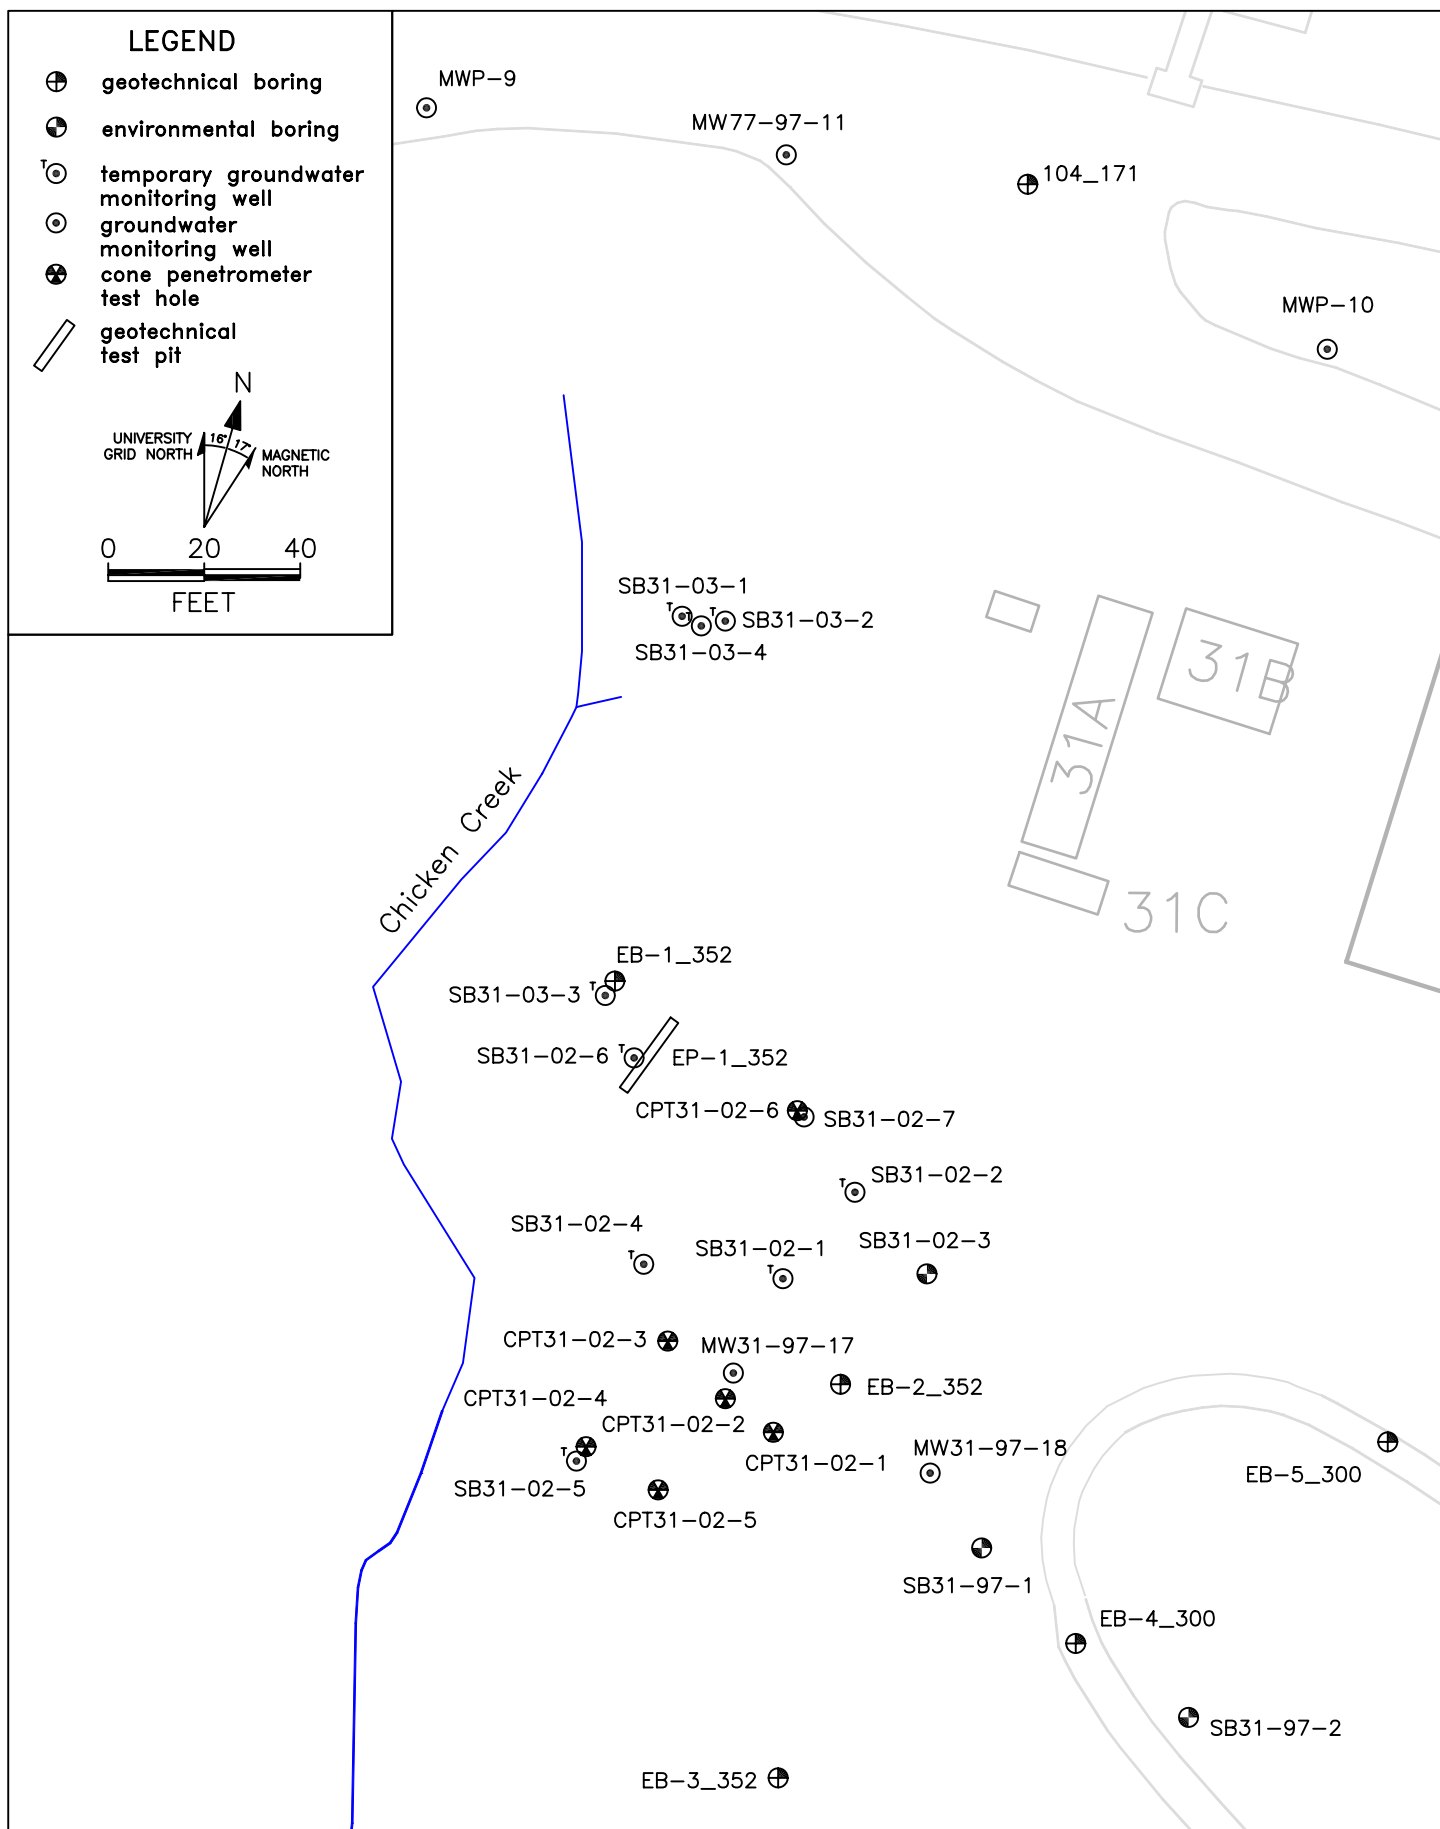 LEGEND
geotechnical boring
environmental boring
T
temporary groundwater
monitoring well
groundwater
monitoring well
cone penetrometer
test hole
geotechnical
test pit
N
UNIVERSITY
GRID NORTH
16°
17°
MAGNETIC
NORTH
0 20 40
FEET
MWP-9
MW77-97-11
104_171
MWP-10
SB31-03-1
T
T
T
SB31-03-2
SB31-03-4
31B
31A
31C
Chicken Creek
EB-1_352
SB31-03-3
T
SB31-02-6
T
EP-1_352
CPT31-02-6
SB31-02-7
SB31-02-2
T
SB31-02-4
T
SB31-02-1
T
SB31-02-3
CPT31-02-3
MW31-97-17
CPT31-02-4
EB-2_352
CPT31-02-2
MW31-97-18
CPT31-02-1
T
SB31-02-5
EB-5_300
CPT31-02-5
SB31-97-1
EB-4_300
SB31-97-2
EB-3_352